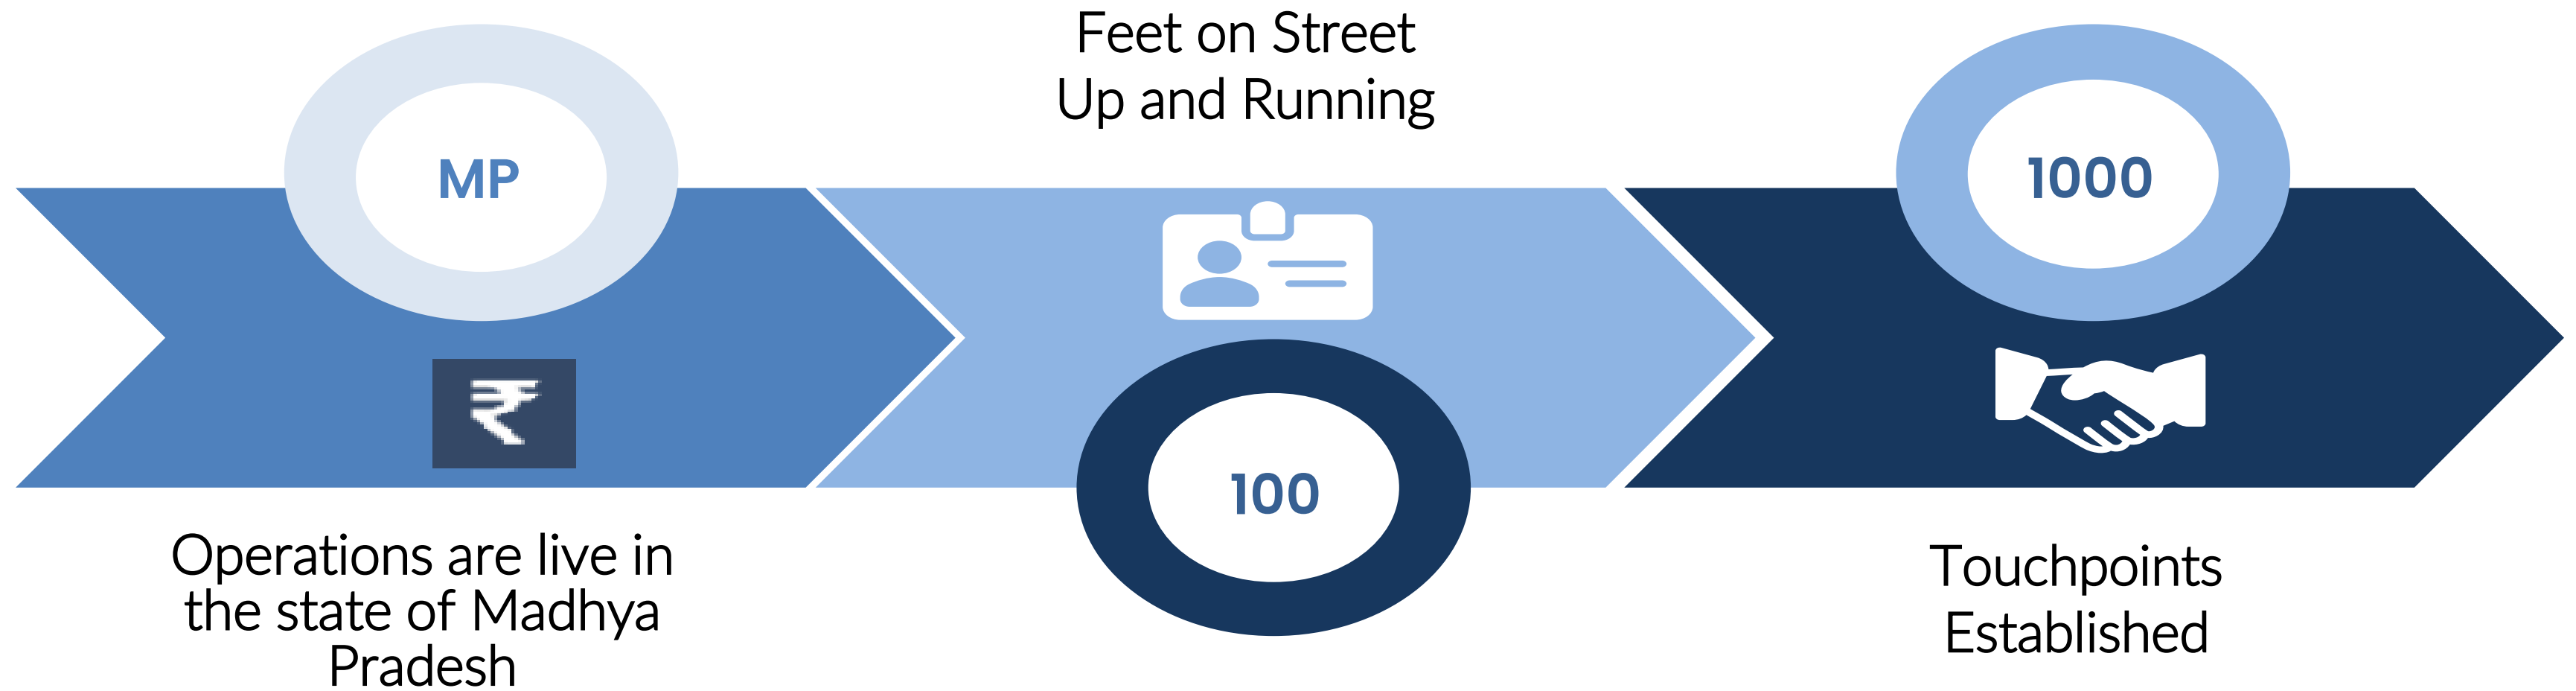 MP
₹
Operations are live in
the state of Madhya
Pradesh
Feet on Street
Up and Running
100
1000
Touchpoints
Established